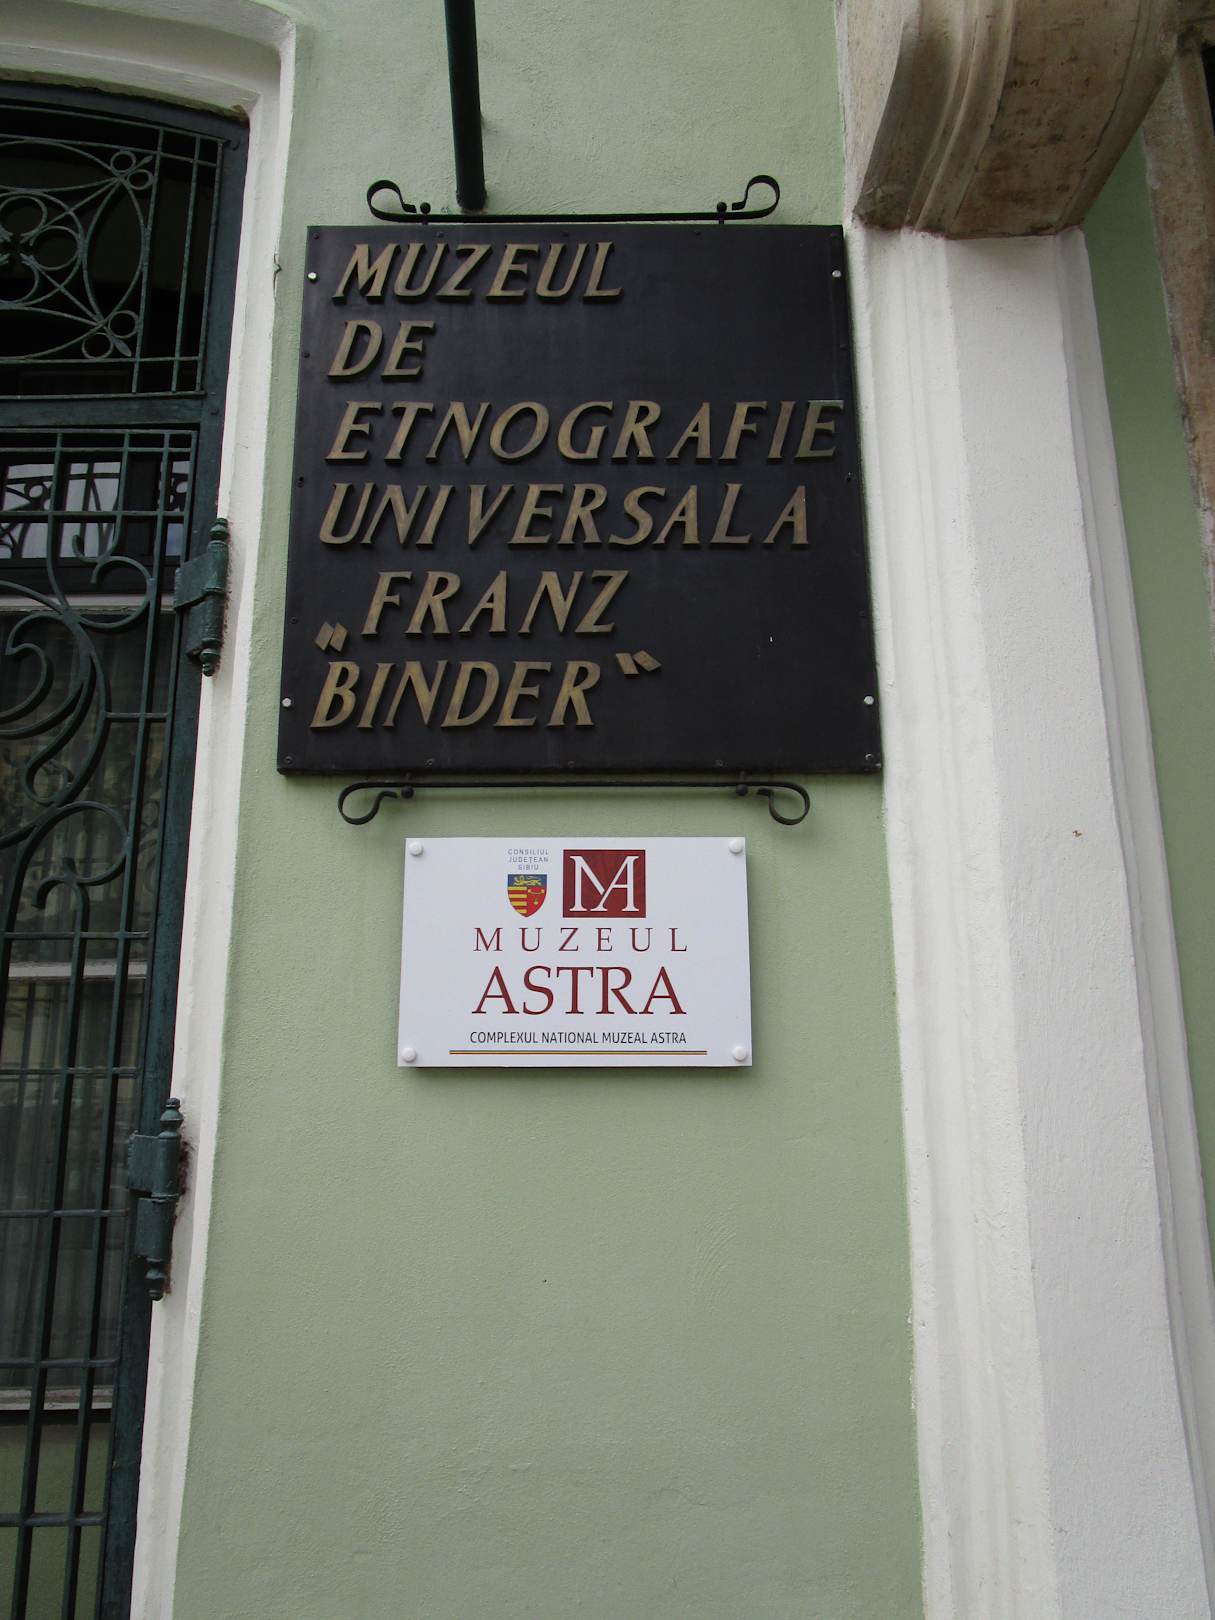 MUZEUL
DE
ETNOGRAFIE
UNIVERSALA
„FRANZ
BINDER“
CONSILIUL
JUDEȚEAN
SIBIU
MA
MUZEUL
ASTRA
COMPLEXUL NATIONAL MUZEAL ASTRA